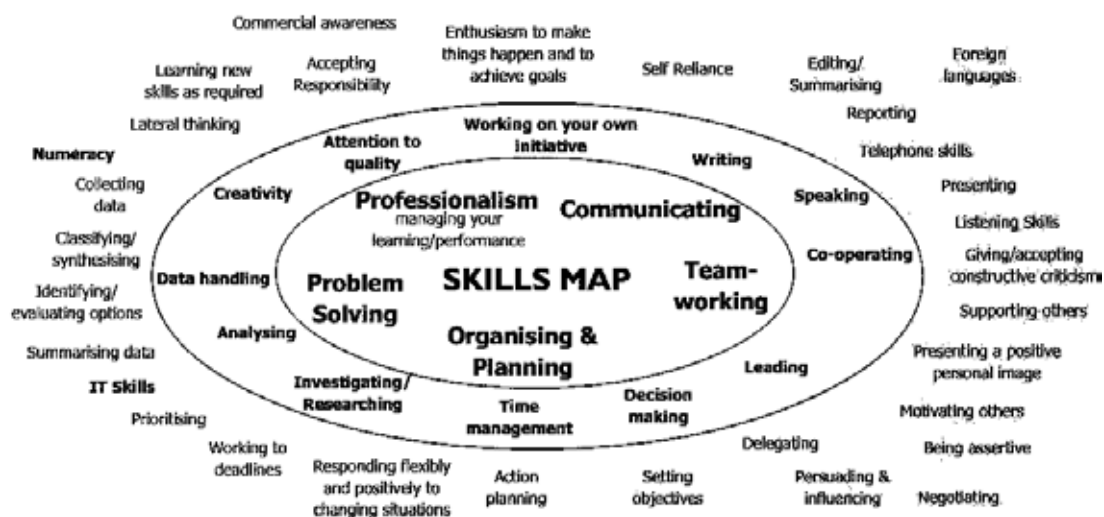 Commercial awareness
Enthusiasm to make
things happen and to
achieve goals
Accepting
Responsibility
Self Reliance
Editing/
Summarising
Foreign
languages
Learning new
skills as required
Reporting
Lateral thinking
Telephone skills
Numeracy
Collecting
data
Presenting
Listening Skills
Classifying/
synthesising
Giving/accepting
constructive criticism
Identifying/
evaluating options
Supporting others
Summarising data
Presenting a positive
personal image
IT Skills
Prioritising
Motivating others
Working to
deadlines
Delegating
Being assertive
Responding flexibly
and positively to
changing situations
Action
planning
Setting
objectives
Persuading &
influencing
Negotiating
Working on your own
initiative
Attention to
quality
Writing
Creativity
Speaking
Co-operating
Data handling
Analysing
Leading
Investigating/
Researching
Time
management
Decision
making
Professionalism
managing your
learning/performance
Communicating
SKILLS MAP
Team-
working
Problem
Solving
Organising &
Planning